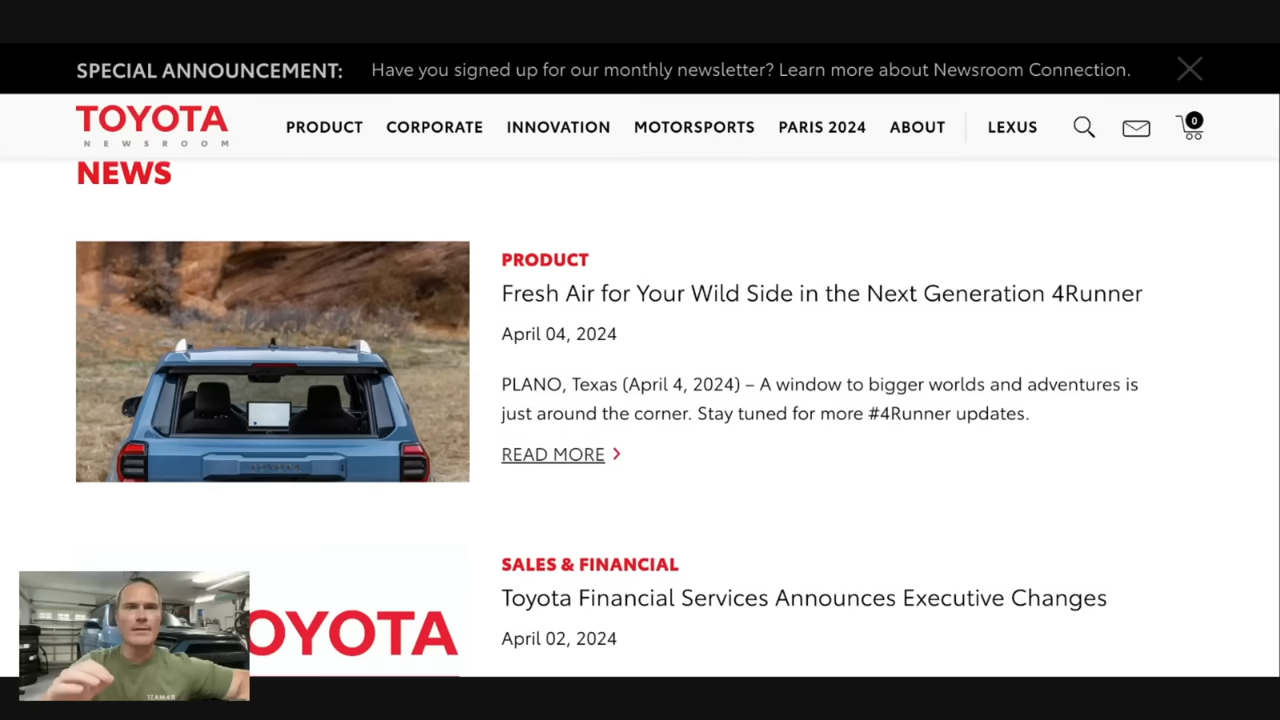 SPECIAL ANNOUNCEMENT: Have you signed up for our monthly newsletter? Learn more about Newsroom Connection.
TOYOTA
NEWSROOM
PRODUCT CORPORATE INNOVATION MOTORSPORTS PARIS 2024 ABOUT LEXUS 0
NEWS
PRODUCT
Fresh Air for Your Wild Side in the Next Generation 4Runner
April 04, 2024
PLANO, Texas (April 4, 2024) – A window to bigger worlds and adventures is
just around the corner. Stay tuned for more #4Runner updates.
READ MORE
TOYOTA
SALES & FINANCIAL
Toyota Financial Services Announces Executive Changes
April 02, 2024
OYOTA
TEAM4R